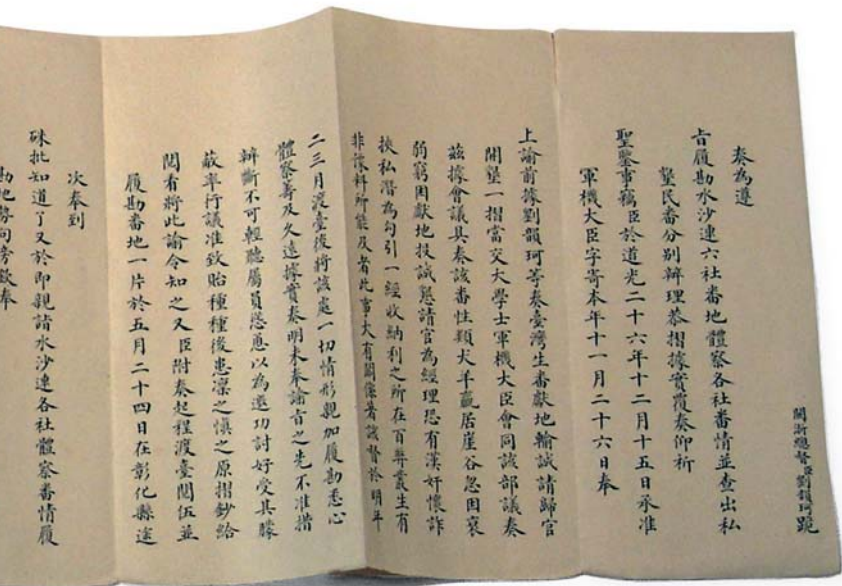 閩浙總督臣劉韻珂跪
奏為遵
旨履勘水沙連六社番地體察各社番情並查出私
墾民番分別辦理恭摺據實覆奏仰祈
聖鑒事竊臣於道光二十六年十二月十五日承准
軍機大臣字寄本年十一月二十六日奉
上諭前據劉韻珂等奏臺灣生番獻地輸誠請歸官
開墾一摺當交大學士軍機大臣會同該部議奏
茲據會議具奏該番性類犬羊巖居崖谷忽因衰
弱窮困獻地投誠懇請官為經理恐有漢奸懷詐
挾私潛為勾引一經收納利之所在百弊叢生有
非豫料所能及者此事大有關係著該督於明年
二三月渡臺後將該處一切情形親加履勘悉心
體察籌及久遠據實奏明未奉諭旨之先不准措
辦斷不可輕聽屬員慫恿以為邀功討好受其朦
蔽率行議准致貽種種後患凜之慎之原摺鈔給
閱看將此諭令知之又臣附奏起程渡臺閱伍並
履勘番地一片於五月二十四日在彰化縣途
次奉到
硃批知道了又於即親詣水沙連各社體察番情履